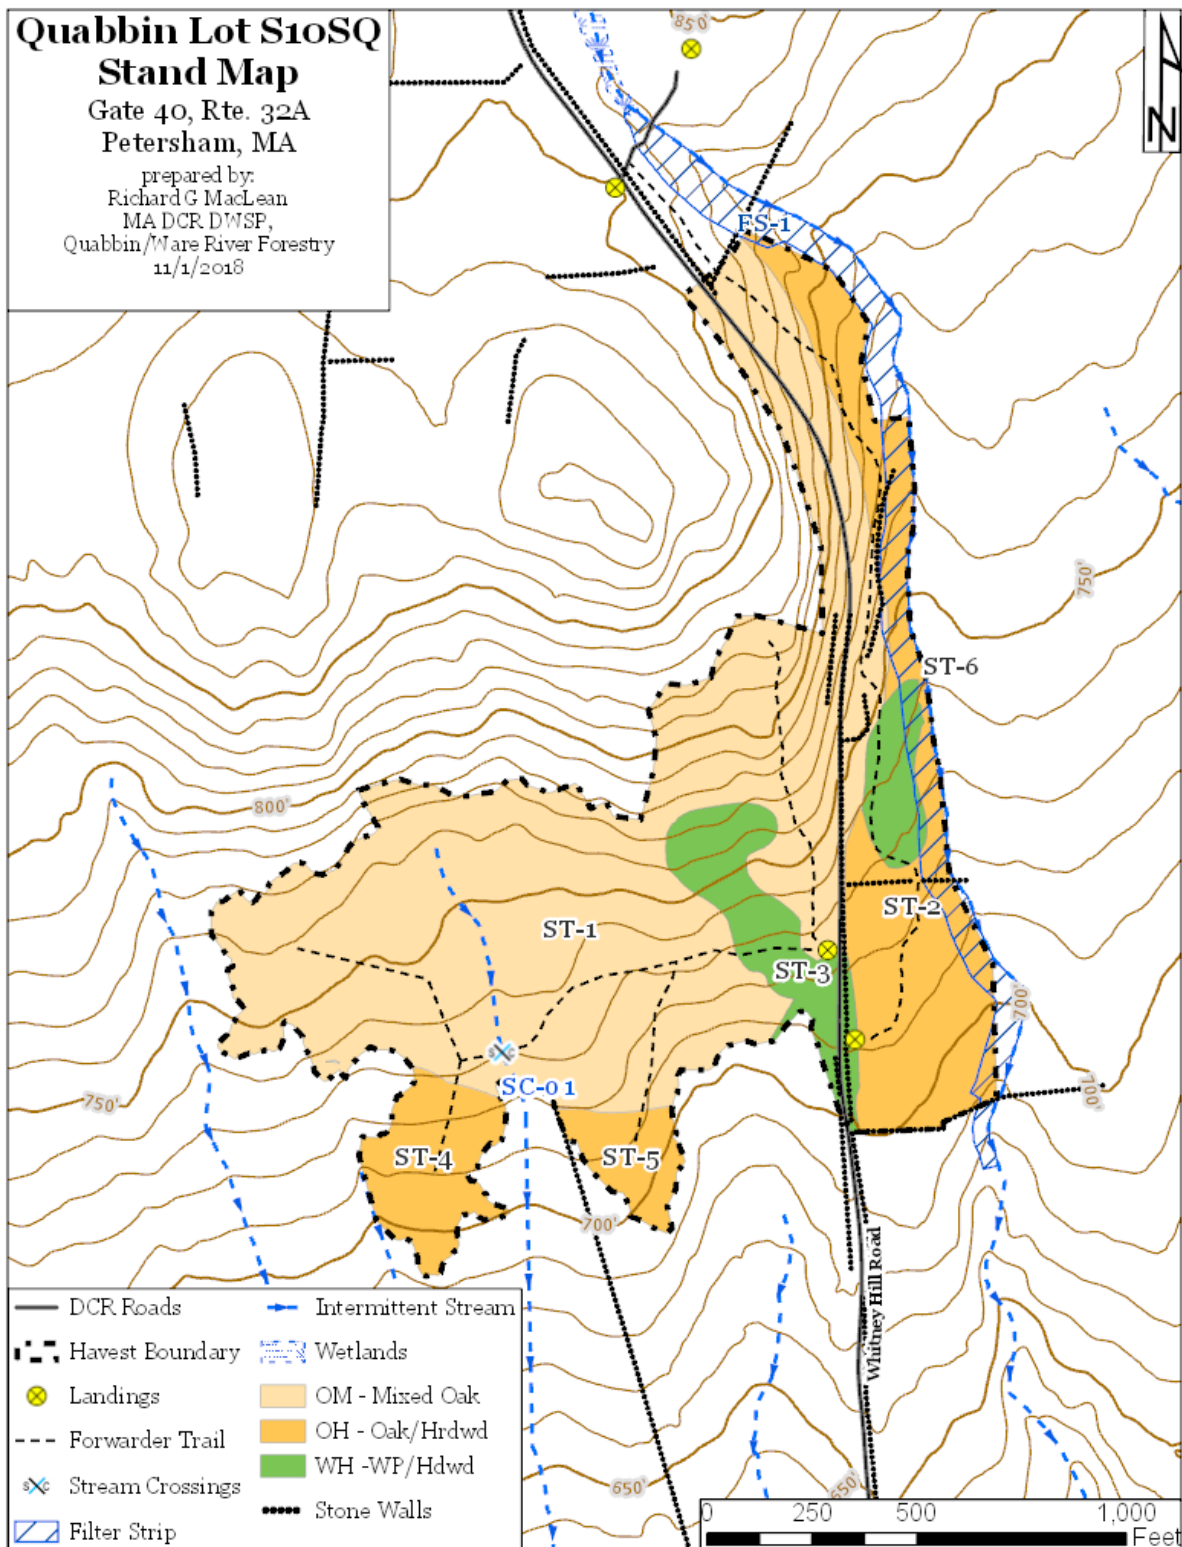 Quabbin Lot S10SQ
Stand Map
Gate 40, Rte. 32A
Petersham, MA
prepared by:
Richard G MacLean
MA DCR DWSP,
Quabbin/Ware River Forestry
11/1/2018
850'
N
FS-1
750'
ST-6
800'
ST-2
ST-1
ST-3
700'
SC-01
750'
700'
ST-4
ST-5
700'
Whitney Hill Road
650'
650'
DCR Roads
Havest Boundary
Landings
Forwarder Trail
S C
Stream Crossings
Filter Strip
Intermittent Stream
Wetlands
OM - Mixed Oak
OH - Oak/Hrdwd
WH -WP/Hdwd
Stone Walls
0 250 500 1,000
Feet
S C